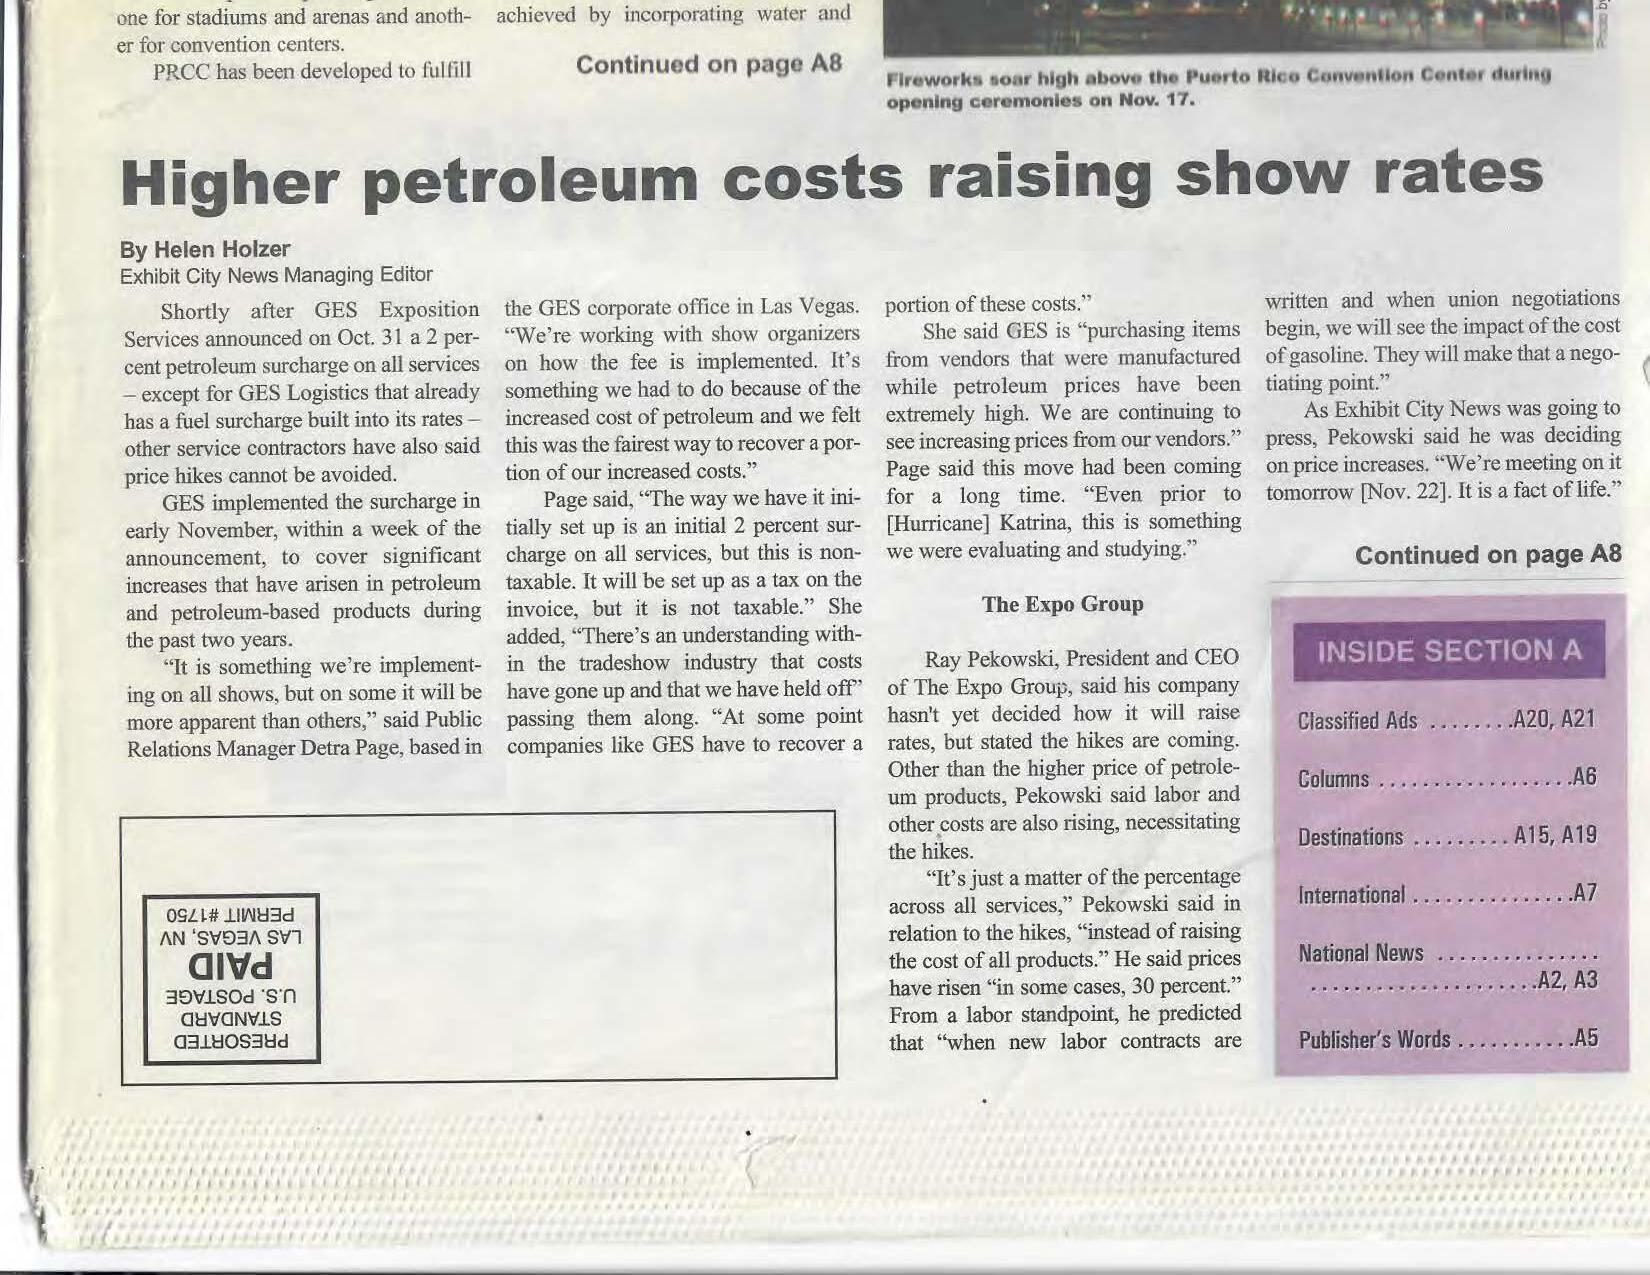 one for stadiums and arenas and anoth-
er for convention centers.
PRCC has been developed to fulfill
achieved by incorporating water and
Continued on page A8
Fireworks soar high above the Puerto Rico Convention Center during
opening ceremonies on Nov. 17.
Higher petroleum costs raising show rates
By Helen Holzer
Exhibit City News Managing Editor
Shortly after GES Exposition
Services announced on Oct. 31 a 2 per-
cent petroleum surcharge on all services
– except for GES Logistics that already
has a fuel surcharge built into its rates –
other service contractors have also said
price hikes cannot be avoided.
GES implemented the surcharge in
early November, within a week of the
announcement, to cover significant
increases that have arisen in petroleum
and petroleum-based products during
the past two years.
“It is something we're implement-
ing on all shows, but on some it will be
more apparent than others,” said Public
Relations Manager Detra Page, based in
the GES corporate office in Las Vegas.
“We're working with show organizers
on how the fee is implemented. It's
something we had to do because of the
increased cost of petroleum and we felt
this was the fairest way to recover a por-
tion of our increased costs.”
Page said, “The way we have it ini-
tially set up is an initial 2 percent sur-
charge on all services, but this is non-
taxable. It will be set up as a tax on the
invoice, but it is not taxable.” She
added, “There's an understanding with-
in the tradeshow industry that costs
have gone up and that we have held off”
passing them along. “At some point
companies like GES have to recover a
portion of these costs.”
She said GES is “purchasing items
from vendors that were manufactured
while petroleum prices have been
extremely high. We are continuing to
see increasing prices from our vendors.”
Page said this move had been coming
for a long time. “Even prior to
[Hurricane] Katrina, this is something
we were evaluating and studying.”
The Expo Group
Ray Pekowski, President and CEO
of The Expo Group, said his company
hasn't yet decided how it will raise
rates, but stated the hikes are coming.
Other than the higher price of petrole-
um products, Pekowski said labor and
other costs are also rising, necessitating
the hikes.
“It's just a matter of the percentage
across all services,” Pekowski said in
relation to the hikes, “instead of raising
the cost of all products.” He said prices
have risen “in some cases, 30 percent.”
From a labor standpoint, he predicted
that “when new labor contracts are
written and when union negotiations
begin, we will see the impact of the cost
of gasoline. They will make that a nego-
tiating point.”
As Exhibit City News was going to
press, Pekowski said he was deciding
on price increases. “We're meeting on it
tomorrow [Nov. 22]. It is a fact of life.”
Continued on page A8
INSIDE SECTION A
Classified Ads ........A20, A21
Columns ..................A6
Destinations .........A15, A19
International ...............A7
National News ...............
......................A2, A3
Publisher's Words ...........A5
PRESORTED
STANDARD
U.S. POSTAGE
PAID
LAS VEGAS, NV
PERMIT #1750